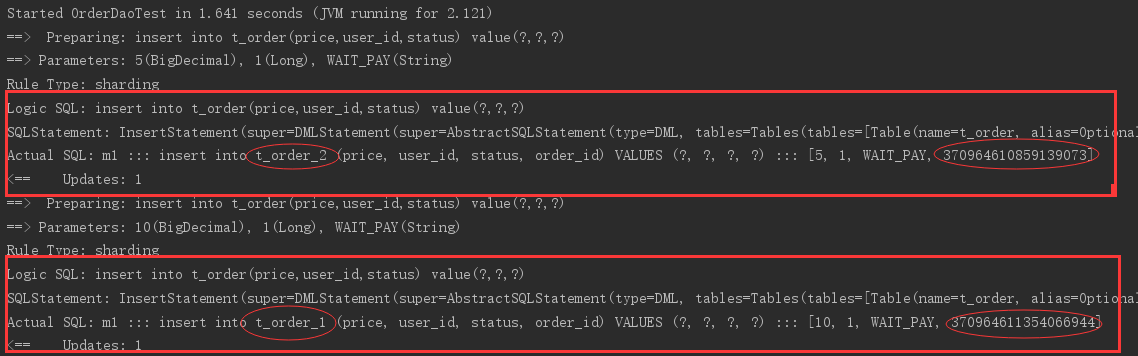 Started OrderDaoTest in 1.641 seconds (JVM running for 2.121)
==>  Preparing: insert into t_order(price,user_id,status) value(?,?,?)
==> Parameters: 5(BigDecimal), 1(Long), WAIT_PAY(String)
Rule Type: sharding
Logic SQL: insert into t_order(price,user_id,status) value(?,?,?)
SQLStatement: InsertStatement(super=DMLStatement(super=AbstractSQLStatement(type=DML, tables=Tables(tables=[Table(name=t_order, alias=Optional
Actual SQL: m1 ::: insert into t_order_2 (price, user_id, status, order_id) VALUES (?, ?, ?, ?) ::: [5, 1, WAIT_PAY, 370964610859139073]
<==    Updates: 1
==>  Preparing: insert into t_order(price,user_id,status) value(?,?,?)
==> Parameters: 10(BigDecimal), 1(Long), WAIT_PAY(String)
Rule Type: sharding
Logic SQL: insert into t_order(price,user_id,status) value(?,?,?)
SQLStatement: InsertStatement(super=DMLStatement(super=AbstractSQLStatement(type=DML, tables=Tables(tables=[Table(name=t_order, alias=Optional
Actual SQL: m1 ::: insert into t_order_1 (price, user_id, status, order_id) VALUES (?, ?, ?, ?) ::: [10, 1, WAIT_PAY, 370964611354066944]
<==    Updates: 1